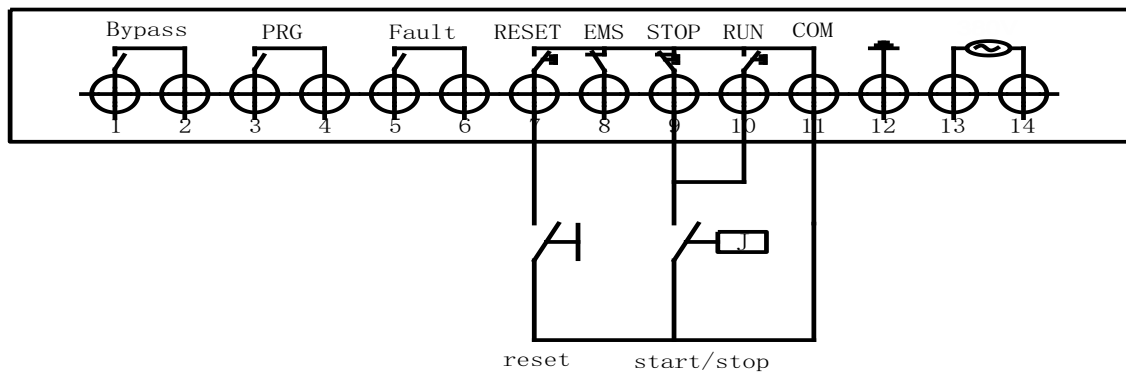 Bypass PRG Fault RESET EMS STOP RUN COM
1 2 3 4 5 6 7 8 9 10 11 12 13 14
J
reset start/stop